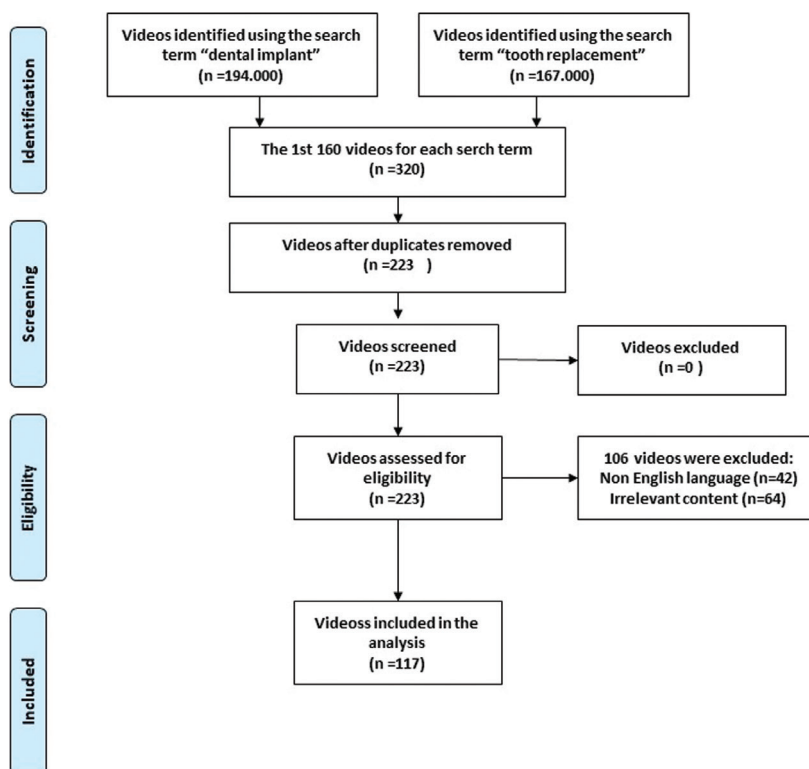 Identification
Videos identified using the search
term “dental implant”
(n =194.000)
Videos identified using the search
term “tooth replacement”
(n =167.000)
The 1st 160 videos for each serch term
(n =320)
Screening
Videos after duplicates removed
(n =223 )
Videos screened
(n =223)
Videos excluded
(n =0 )
Eligibility
Videos assessed for
eligibility
(n =223)
106 videos were excluded:
Non English language (n=42)
Irrelevant content (n=64)
Included
Videoss included in the
analysis
(n =117)